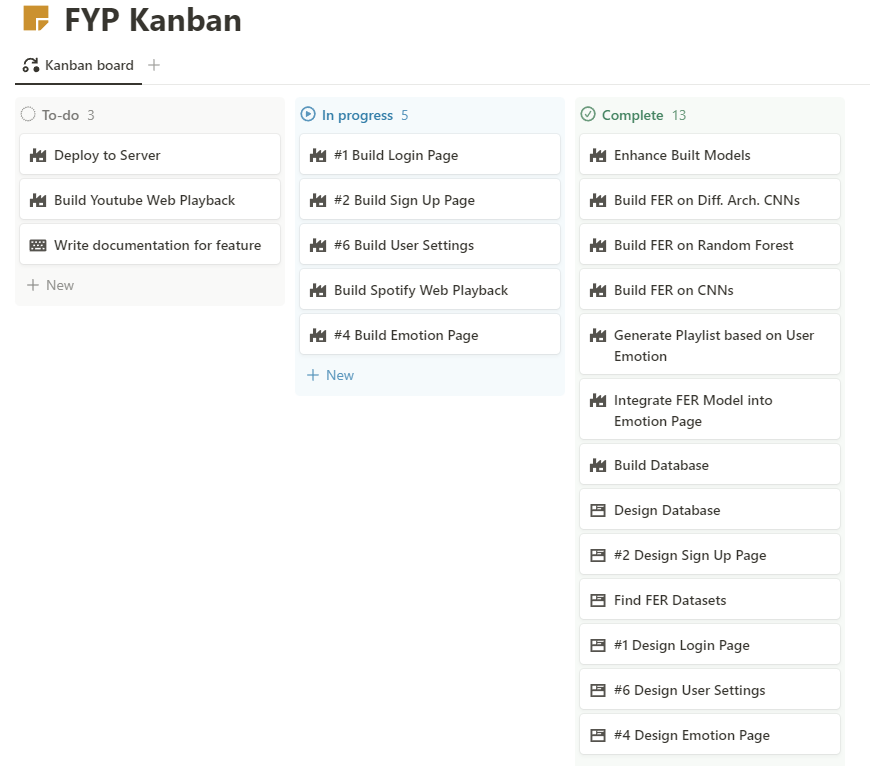 FYP Kanban
Kanban board
To-do 3
Deploy to Server
Build Youtube Web Playback
Write documentation for feature
New
In progress 5
#1 Build Login Page
#2 Build Sign Up Page
#6 Build User Settings
Build Spotify Web Playback
#4 Build Emotion Page
New
Complete 13
Enhance Built Models
Build FER on Diff. Arch. CNNs
Build FER on Random Forest
Build FER on CNNs
Generate Playlist based on User
Emotion
Integrate FER Model into
Emotion Page
Build Database
Design Database
#2 Design Sign Up Page
Find FER Datasets
#1 Design Login Page
#6 Design User Settings
#4 Design Emotion Page